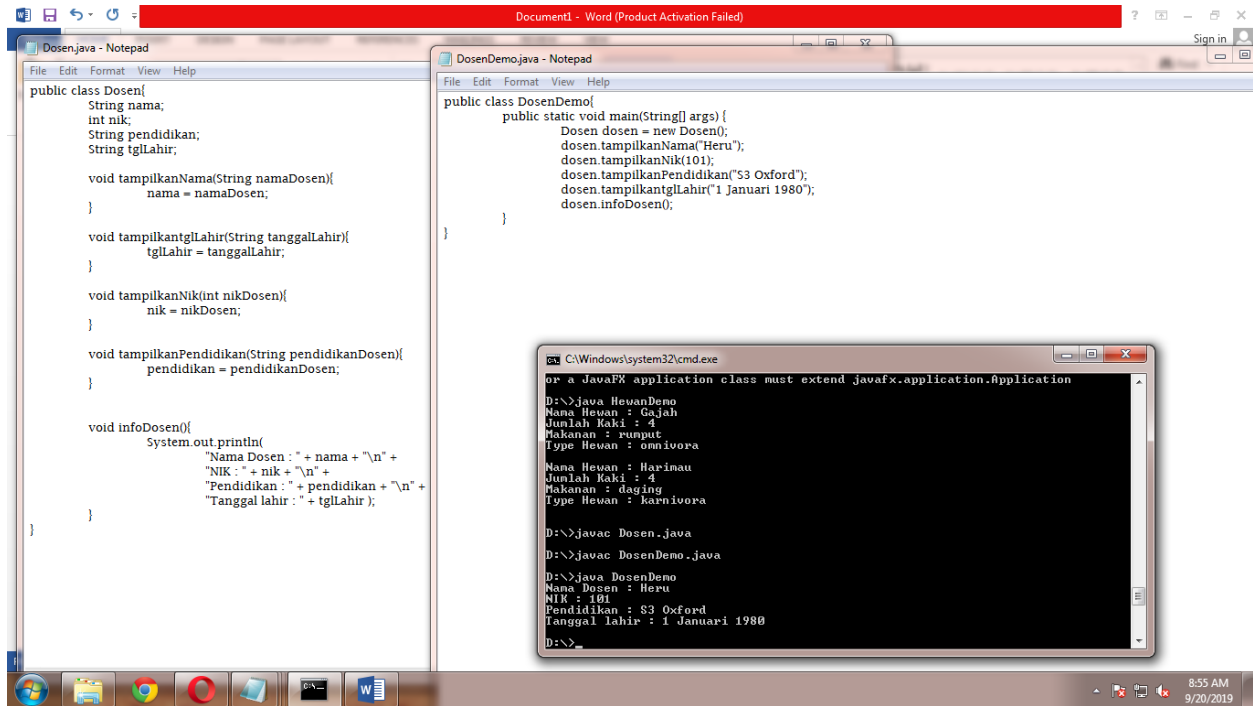 Document1 - Word (Product Activation Failed)
Sign in
Dosen.java - Notepad
File Edit Format View Help
public class Dosen{
String nama;
int nik;
String pendidikan;
String tglLahir;
void tampilkanNama(String namaDosen){
nama = namaDosen;
}
void tampilkantglLahir(String tanggalLahir){
tglLahir = tanggalLahir;
}
void tampilkanNik(int nikDosen){
nik = nikDosen;
}
void tampilkanPendidikan(String pendidikanDosen){
pendidikan = pendidikanDosen;
}
void infoDosen(){
System.out.println(
"Nama Dosen : " + nama + "\n" +
"NIK : " + nik + "\n" +
"Pendidikan : " + pendidikan + "\n" +
"Tanggal lahir : " + tglLahir );
}
}
DosenDemo.java - Notepad
File Edit Format View Help
public class DosenDemo{
public static void main(String[] args) {
Dosen dosen = new Dosen();
dosen.tampilkanNama("Heru");
dosen.tampilkanNik(101);
dosen.tampilkanPendidikan("S3 Oxford");
dosen.tampilkantglLahir("1 Januari 1980");
dosen.infoDosen();
}
}
C:\Windows\system32\cmd.exe
or a JavaFX application class must extend javafx.application.Application
D:\>java HewanDemo
Nama Hewan : Gajah
Jumlah Kaki : 4
Makanan : rumput
Type Hewan : omnivora
Nama Hewan : Harimau
Jumlah Kaki : 4
Makanan : daging
Type Hewan : karnivora
D:\>javac Dosen.java
D:\>javac DosenDemo.java
D:\>java DosenDemo
Nama Dosen : Heru
NIK : 101
Pendidikan : S3 Oxford
Tanggal lahir : 1 Januari 1980
D:\>_
8:55 AM
9/20/2019